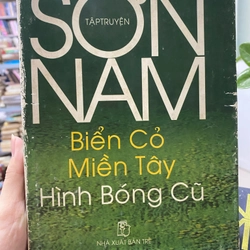 SƠN
TẬP TRUYỆN
NAM
Biển Cỏ
Miền Tây
Hình Bóng Cũ
NHÀ XUẤT BẢN TRẺ